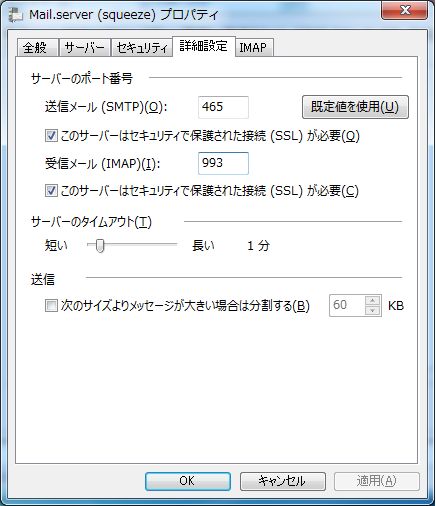 Mail.server (squeeze) プロパティ
全般 サーバー セキュリティ 詳細設定 IMAP
サーバーのポート番号
送信メール (SMTP)(O): 465 既定値を使用(U)
このサーバーはセキュリティで保護された接続 (SSL) が必要(Q)
受信メール (IMAP)(I): 993
このサーバーはセキュリティで保護された接続 (SSL) が必要(C)
サーバーのタイムアウト(T)
短い 長い 1 分
送信
次のサイズよりメッセージが大きい場合は分割する(B) 60 KB
OK キャンセル 適用(A)